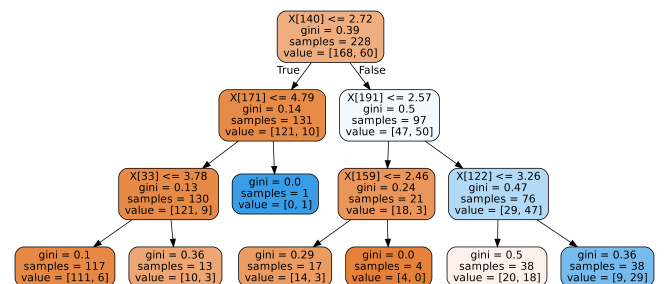 X[140] <= 2.72
gini = 0.39
samples = 228
value = [168, 60]
True
False
X[171] <= 4.79
gini = 0.14
samples = 131
value = [121, 10]
X[191] <= 2.57
gini = 0.5
samples = 97
value = [47, 50]
X[33] <= 3.78
gini = 0.13
samples = 130
value = [121, 9]
gini = 0.0
samples = 1
value = [0, 1]
X[159] <= 2.46
gini = 0.24
samples = 21
value = [18, 3]
X[122] <= 3.26
gini = 0.47
samples = 76
value = [29, 47]
gini = 0.1
samples = 117
value = [111, 6]
gini = 0.36
samples = 13
value = [10, 3]
gini = 0.29
samples = 17
value = [14, 3]
gini = 0.0
samples = 4
value = [4, 0]
gini = 0.5
samples = 38
value = [20, 18]
gini = 0.36
samples = 38
value = [9, 29]